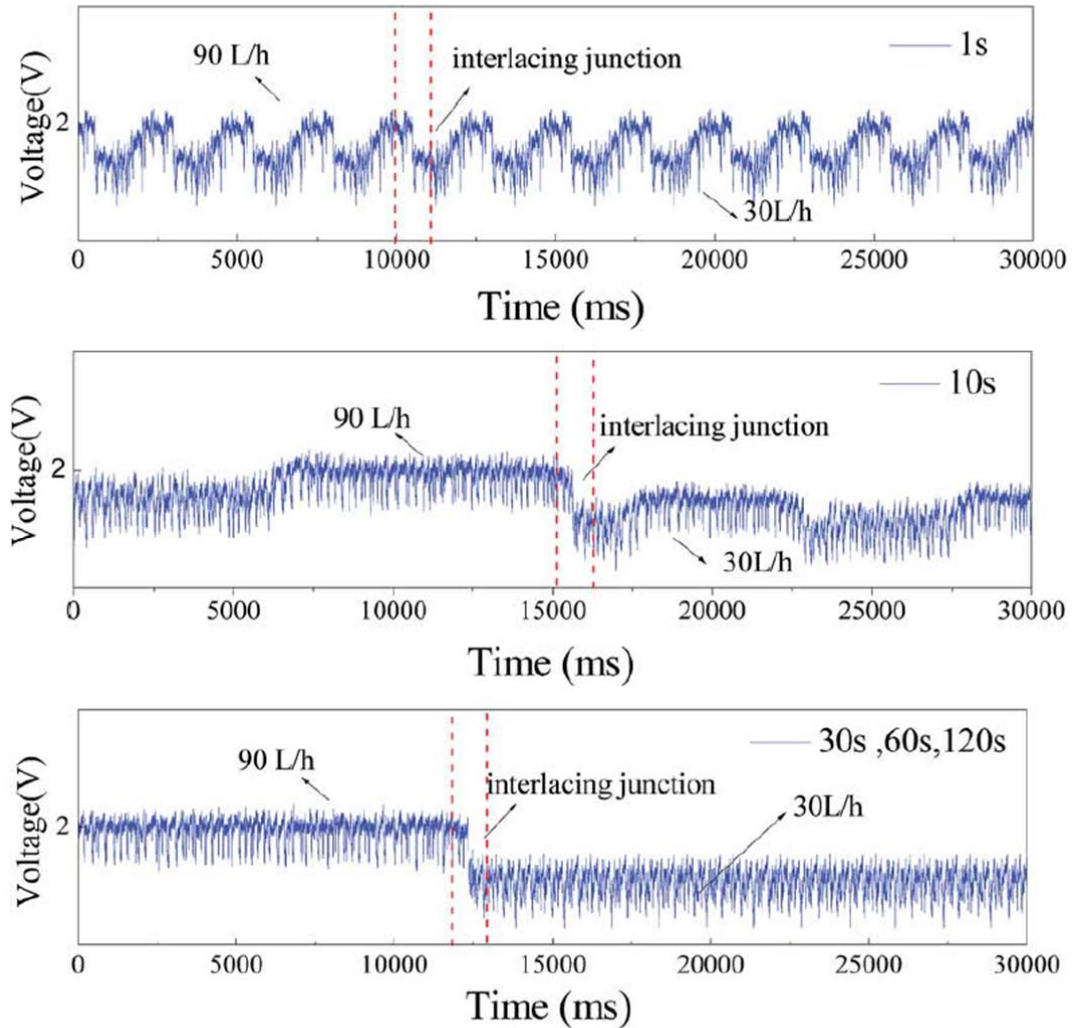 90 L/h
interlacing junction
1s
Voltage(V)
2
30L/h
0 5000 10000 15000 20000 25000 30000
Time (ms)
10s
90 L/h
interlacing junction
Voltage(V)
2
30L/h
0 5000 10000 15000 20000 25000 30000
Time (ms)
30s ,60s,120s
90 L/h
interlacing junction
30L/h
Voltage(V)
2
0 5000 10000 15000 20000 25000 30000
Time (ms)